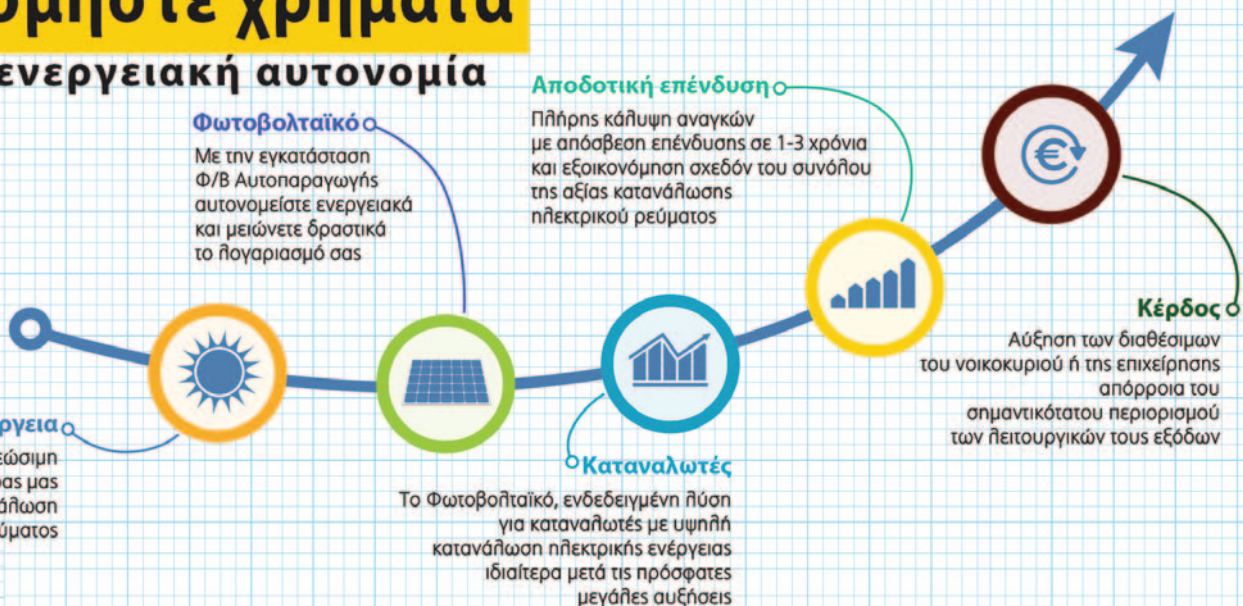 χρήματα
ενεργειακή αυτονομία
Φωτοβολταϊκό
Με την εγκατάσταση
Φ/Β Αυτοπαραγωγής
αυτονομείστε ενεργειακά
και μειώνετε δραστικά
το λογαριασμό σας
Αποδοτική επένδυση
Πλήρης κάλυψη αναγκών
με απόσβεση επένδυσης σε 1-3 χρόνια
και εξοικονόμηση σχεδόν του συνόλου
της αξίας κατανάλωσης
ηλεκτρικού ρεύματος
€
Κέρδος
Αύξηση των διαθέσιμων
του νοικοκυριού ή της επιχείρησης
απόρροια του
σημαντικότατου περιορισμού
των λειτουργικών τους εξόδων
μας
Καταναλωτές
Το Φωτοβολταϊκό, ενδεδειγμένη λύση
για καταναλωτές με υψηλή
κατανάλωση ηλεκτρικής ενέργειας
ιδιαίτερα μετά τις πρόσφατες
μεγάλες αυξήσεις